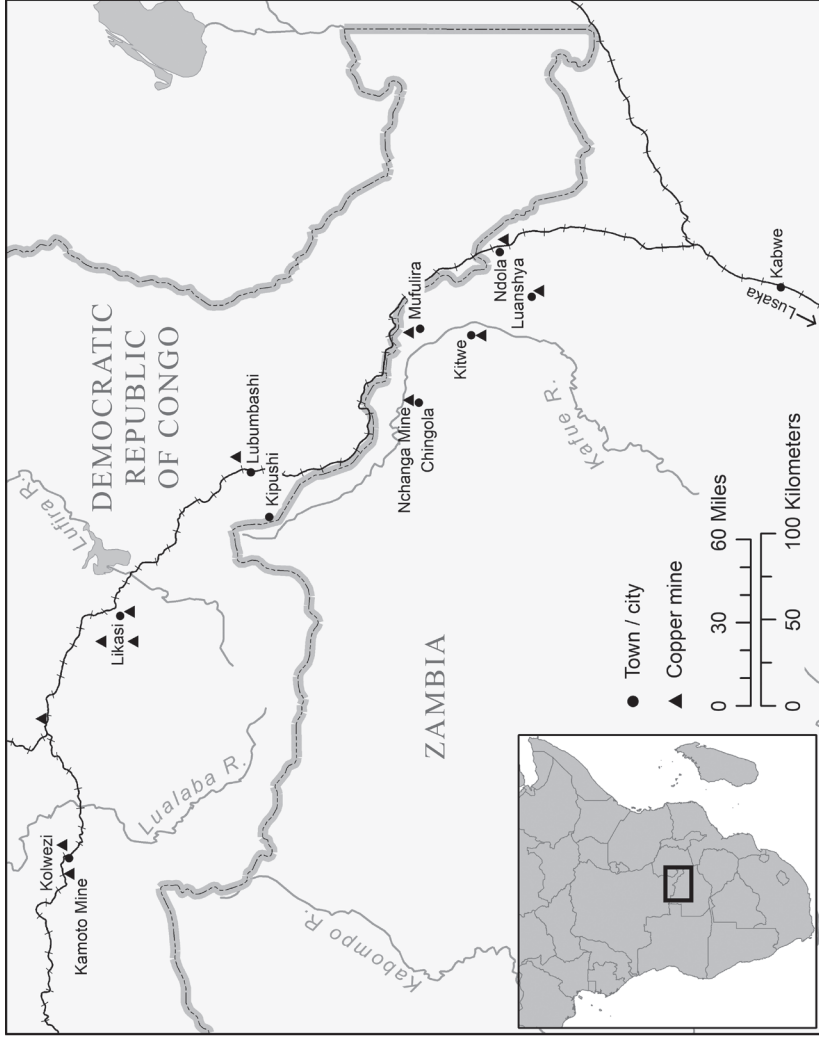 DEMOCRATIC
REPUBLIC
OF CONGO
ZAMBIA
Kolwezi
Kamoto Mine
Lualaba R.
Likasi
Lufira R.
Lubumbashi
Kipushi
Kabompo R.
Nchanga Mine
Chingola
Mufulira
Kitwe
Ndola
Luanshya
Kafue R.
Kabwe
Lusaka
Town / city
Copper mine
0 30 60 Miles
0 50 100 Kilometers